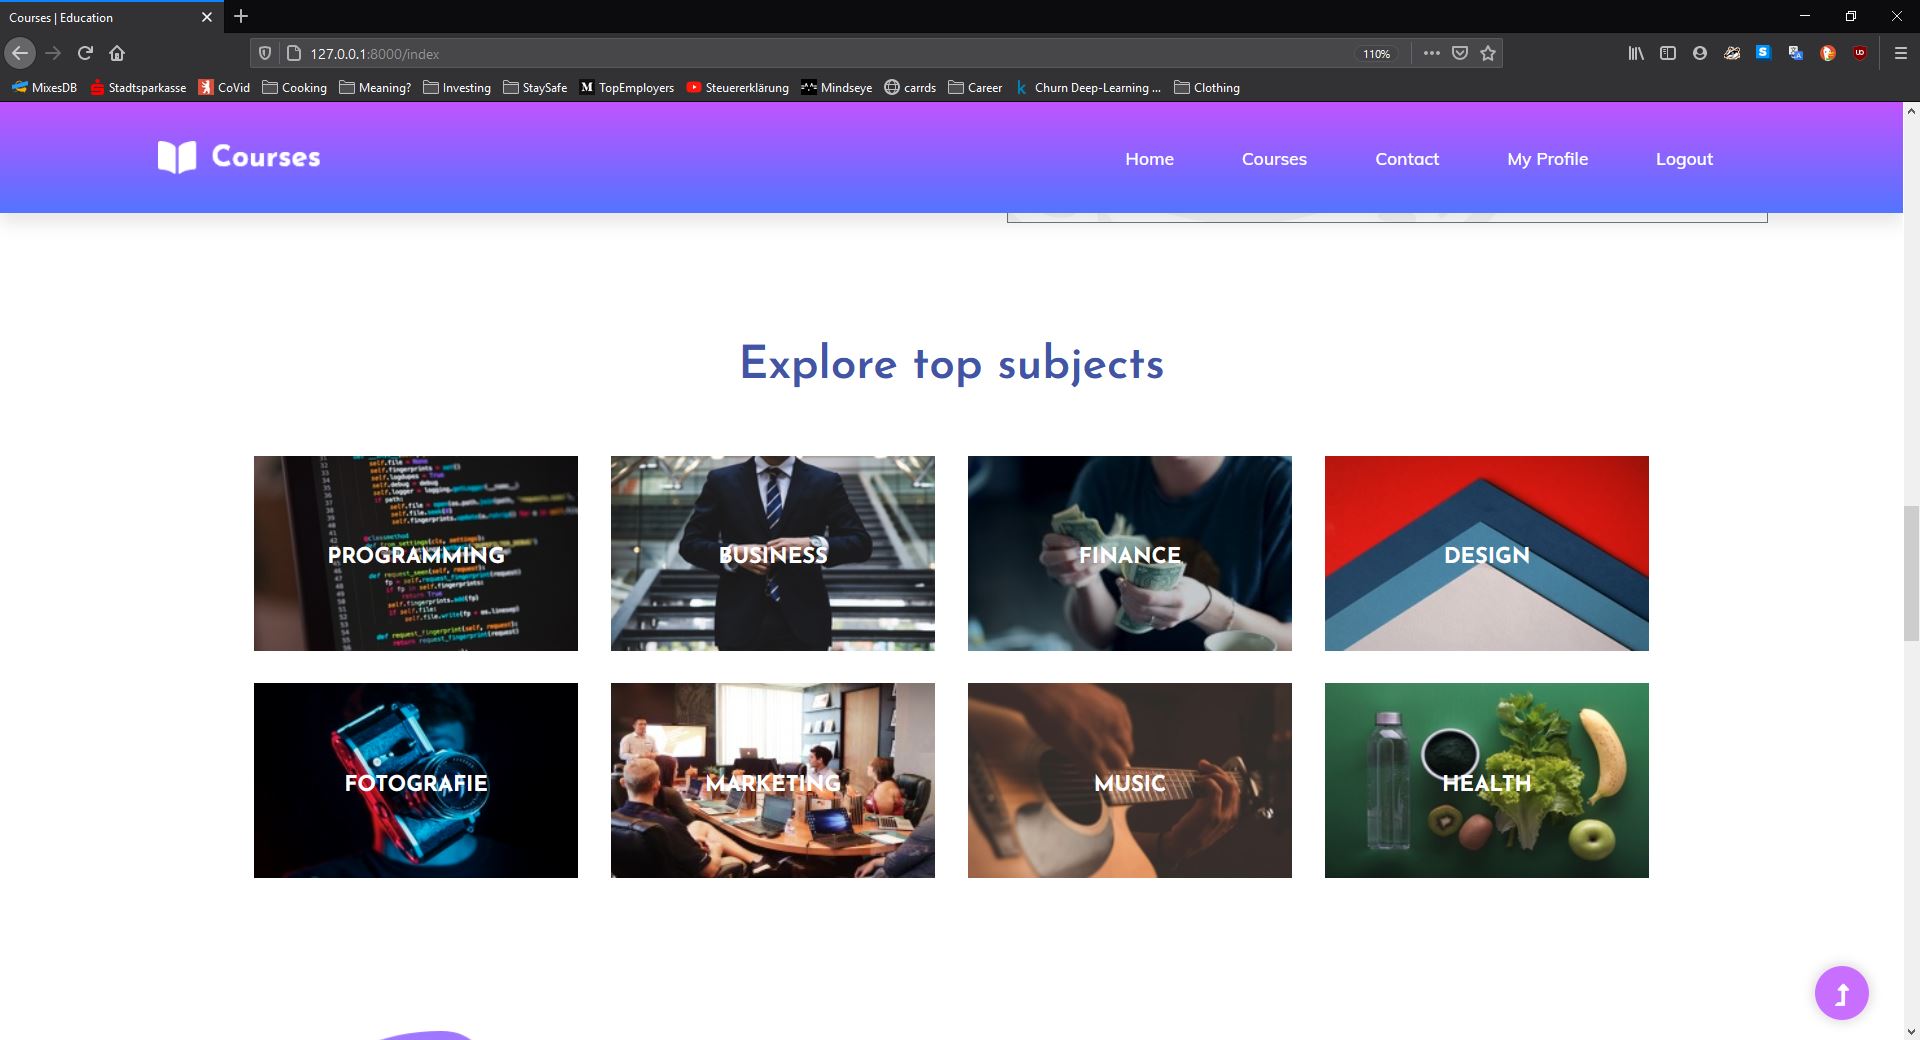 Courses | Education
127.0.0.1:8000/index
110%
MixesDB Stadtsparkasse CoVid Cooking Meaning? Investing StaySafe M TopEmployers Steuererklärung Mindseye carrds Career k Churn Deep-Learning ... Clothing
Courses Home Courses Contact My Profile Logout
Explore top subjects
PROGRAMMING BUSINESS FINANCE DESIGN
FOTOGRAFIE MARKETING MUSIC HEALTH